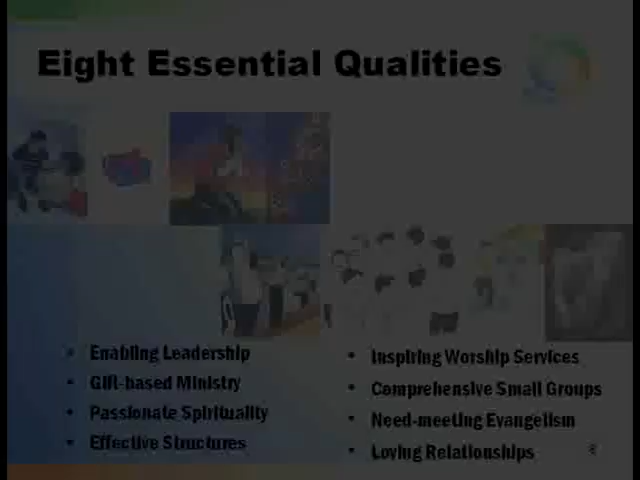 Eight Essential Qualities
• Enabling Leadership
• Gift-based Ministry
• Passionate Spirituality
• Effective Structures
• Inspiring Worship Services
• Comprehensive Small Groups
• Need-meeting Evangelism
• Loving Relationships